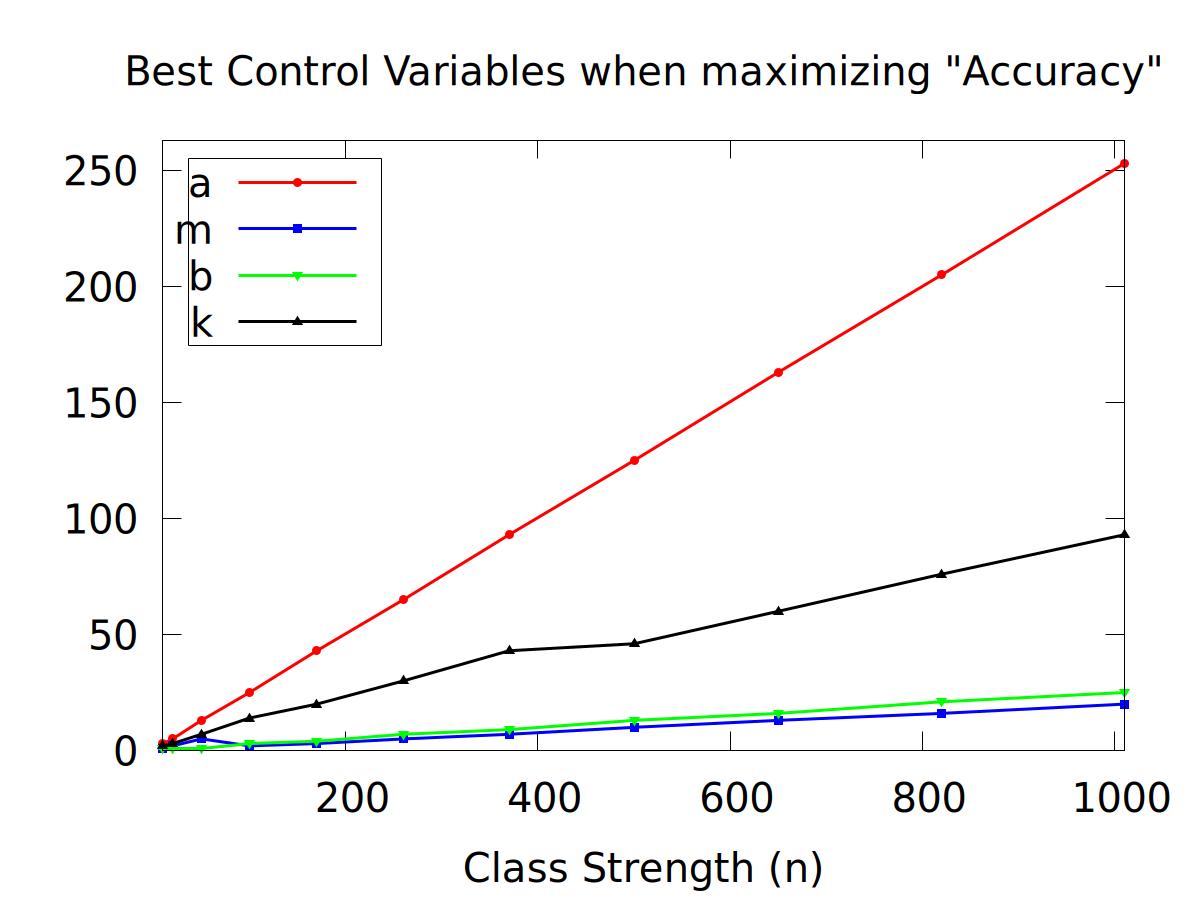 Best Control Variables when maximizing "Accuracy"
250
200
150
100
50
0
a
m
b
k
200 400 600 800 1000
Class Strength (n)